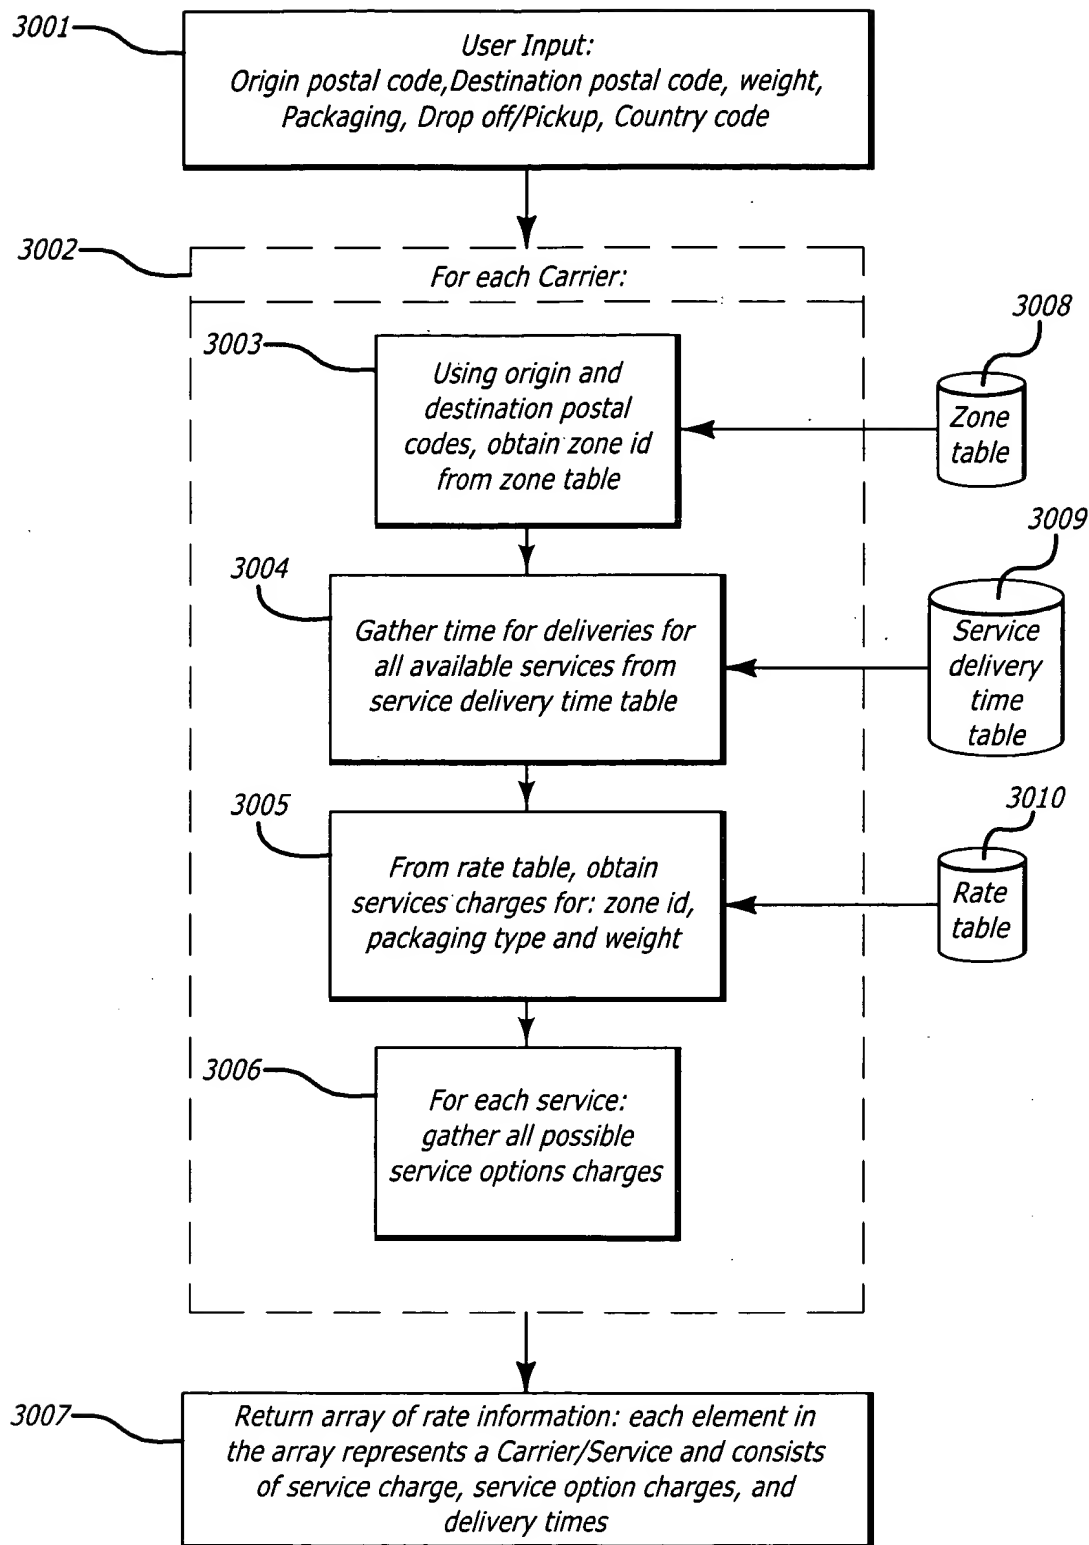 3001
User Input:
Origin postal code,Destination postal code, weight,
Packaging, Drop off/Pickup, Country code
3002
For each Carrier:
3003
Using origin and
destination postal
codes, obtain zone id
from zone table
3008
Zone
table
3004
Gather time for deliveries for
all available services from
service delivery time table
3009
Service
delivery
time
table
3005
From rate table, obtain
services charges for: zone id,
packaging type and weight
3010
Rate
table
3006
For each service:
gather all possible
service options charges
3007
Return array of rate information: each element in
the array represents a Carrier/Service and consists
of service charge, service option charges, and
delivery times